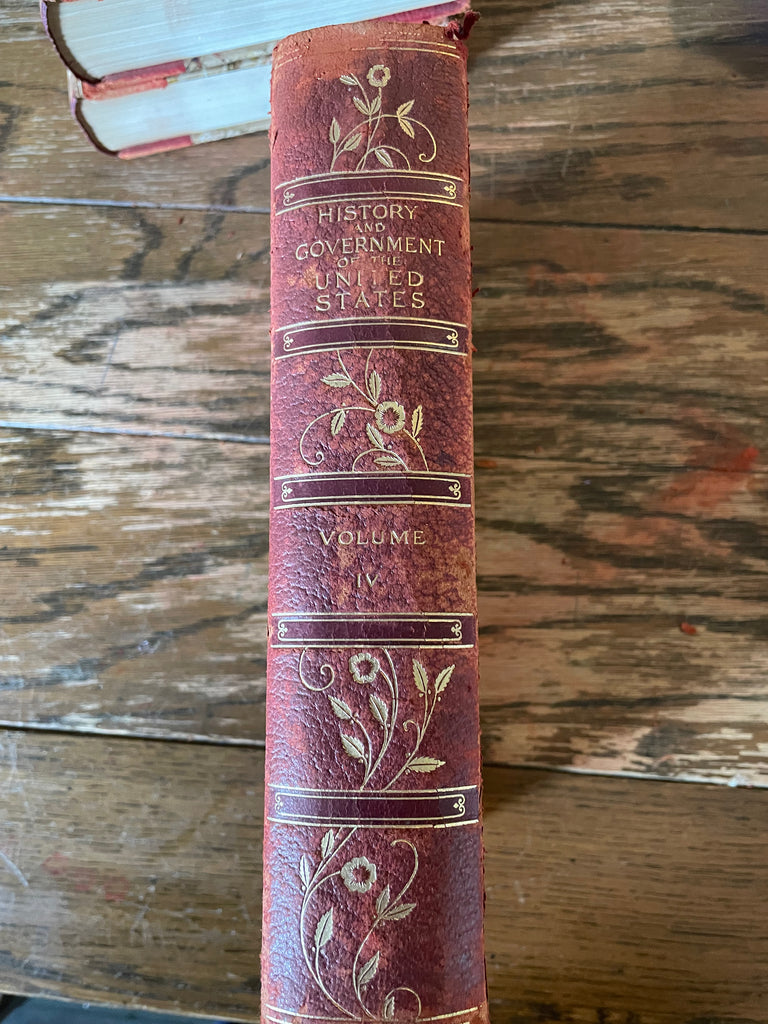 HISTORY
AND
GOVERNMENT
OF THE
UNITED
STATES
VOLUME
IV